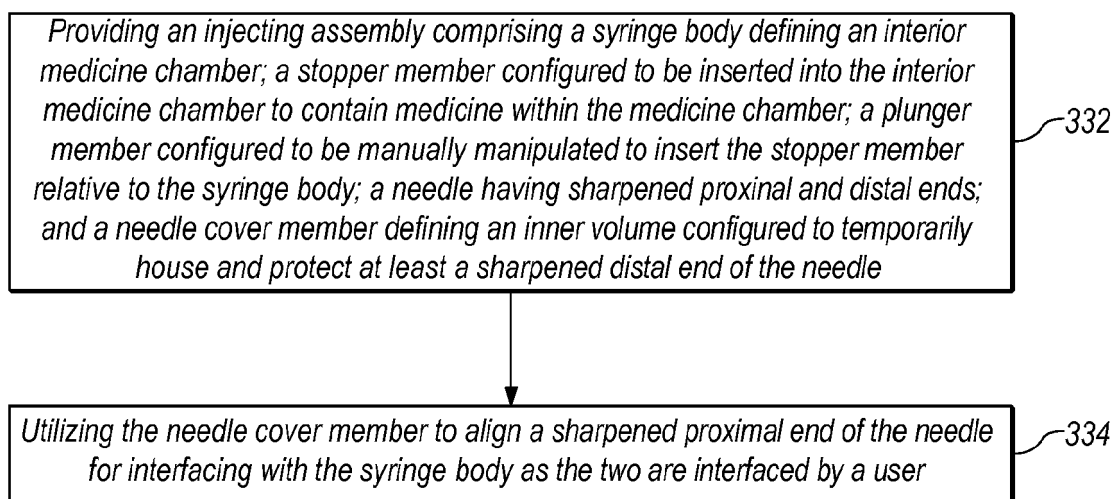 Providing an injecting assembly comprising a syringe body defining an interior
medicine chamber; a stopper member configured to be inserted into the interior
medicine chamber to contain medicine within the medicine chamber; a plunger
member configured to be manually manipulated to insert the stopper member
relative to the syringe body; a needle having sharpened proxinal and distal ends;
and a needle cover member defining an inner volume configured to temporarily
house and protect at least a sharpened distal end of the needle
332
Utilizing the needle cover member to align a sharpened proximal end of the needle
for interfacing with the syringe body as the two are interfaced by a user
334